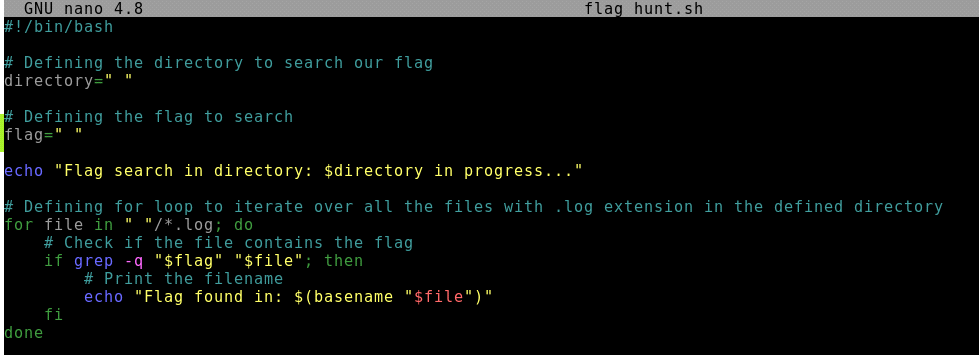 GNU nano 4.8 flag hunt.sh
#!/bin/bash
# Defining the directory to search our flag
directory=" "
# Defining the flag to search
flag=" "
echo "Flag search in directory: $directory in progress..."
# Defining for loop to iterate over all the files with .log extension in the defined directory
for file in " "/*.log; do
    # Check if the file contains the flag
    if grep -q "$flag" "$file"; then
        # Print the filename
        echo "Flag found in: $(basename "$file")"
    fi
done